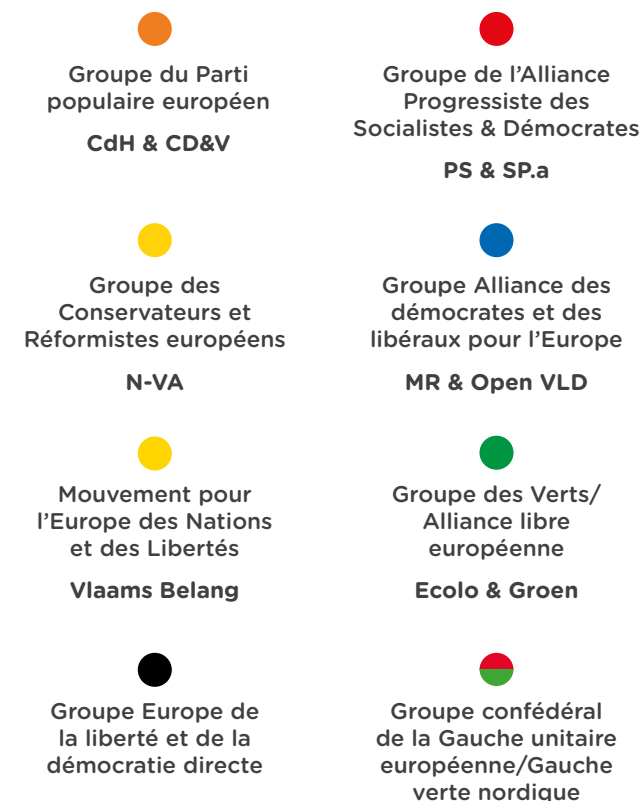 Groupe du Parti
populaire européen
CdH & CD&V
Groupe de l’Alliance
Progressiste des
Socialistes & Démocrates
PS & SP.a
Groupe des
Conservateurs et
Réformistes européens
N-VA
Groupe Alliance des
démocrates et des
libéraux pour l’Europe
MR & Open VLD
Mouvement pour
l’Europe des Nations
et des Libertés
Vlaams Belang
Groupe des Verts/
Alliance libre
européenne
Ecolo & Groen
Groupe Europe de
la liberté et de la
démocratie directe
Groupe confédéral
de la Gauche unitaire
européenne/Gauche
verte nordique